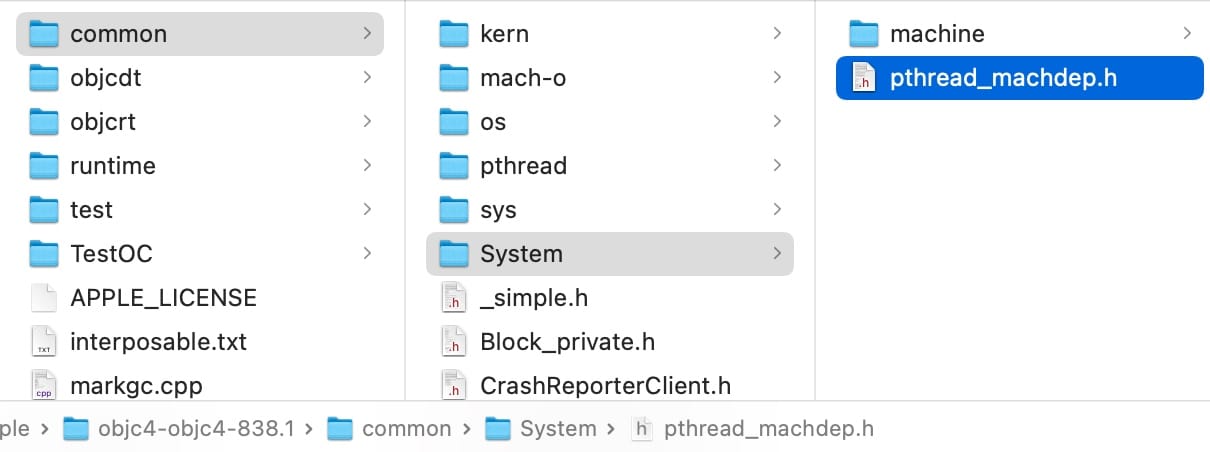 common
objcdt
objcrt
runtime
test
TestOC
APPLE_LICENSE
interposable.txt
markgc.cpp
kern
mach-o
os
pthread
sys
System
_simple.h
Block_private.h
CrashReporterClient.h
machine
pthread_machdep.h
ple › objc4-objc4-838.1 › common › System › pthread_machdep.h